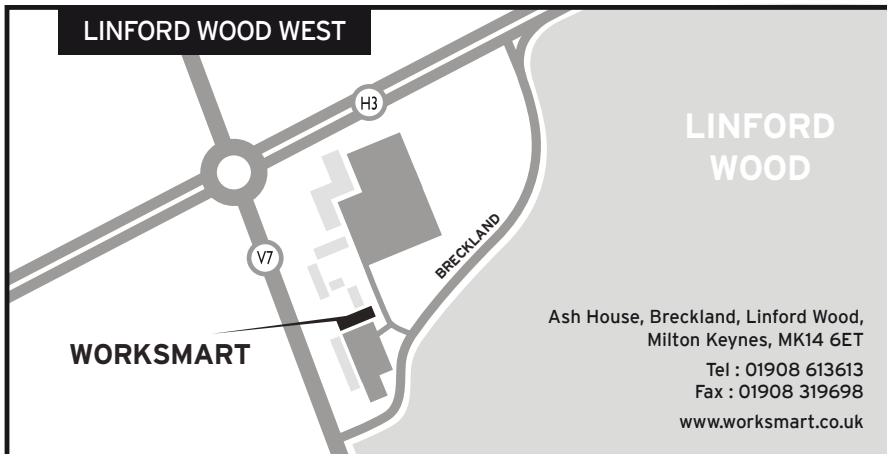 LINFORD WOOD WEST
H3
LINFORD
WOOD
BRECKLAND
V7
WORKSMART
Ash House, Breckland, Linford Wood,
Milton Keynes, MK14 6ET
Tel : 01908 613613
Fax : 01908 319698
www.worksmart.co.uk